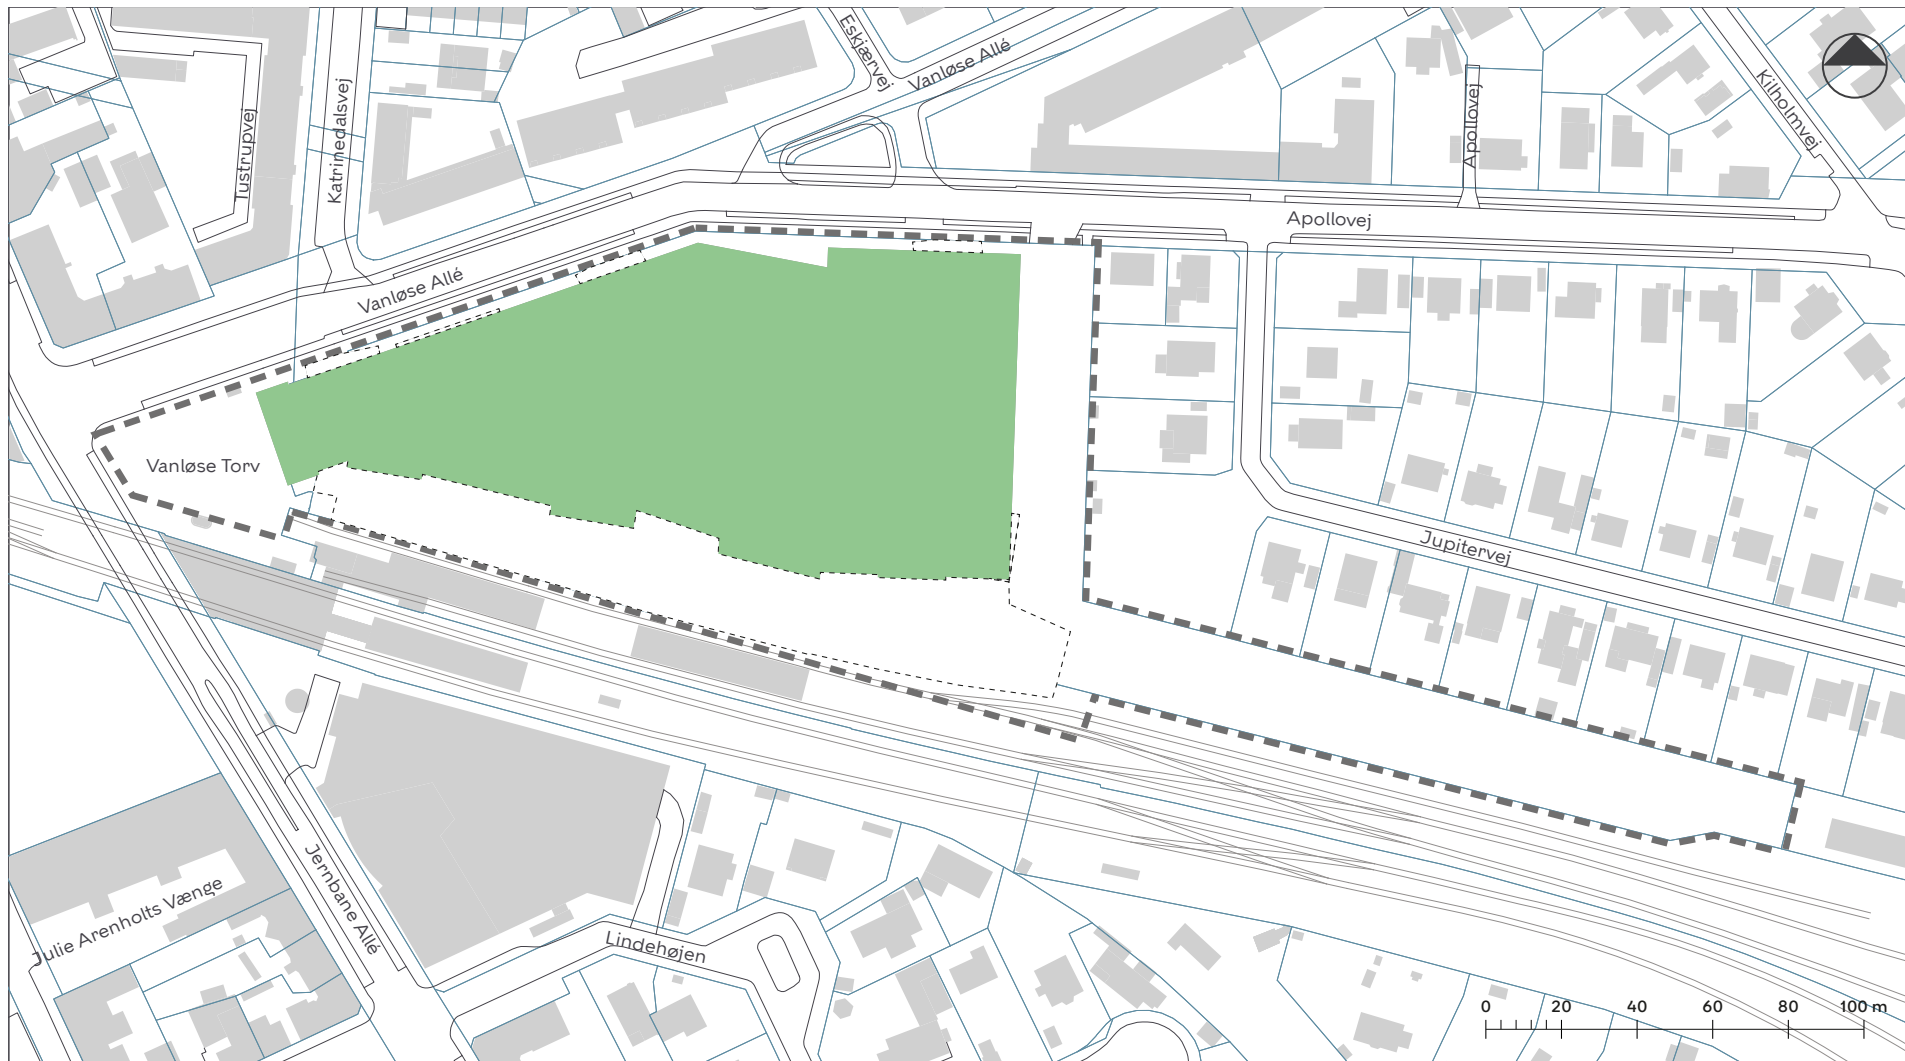 Eskjærvej
Vanløse Allé
Kilholmvej
Tustrupvej
Katrinedalsvej
Apollovej
Apollovej
Vanløse Allé
Vanløse Torv
Jupitervej
Jernbane Allé
Julie Arenholts Vænge
Lindehøjen
0 20 40 60 80 100 m